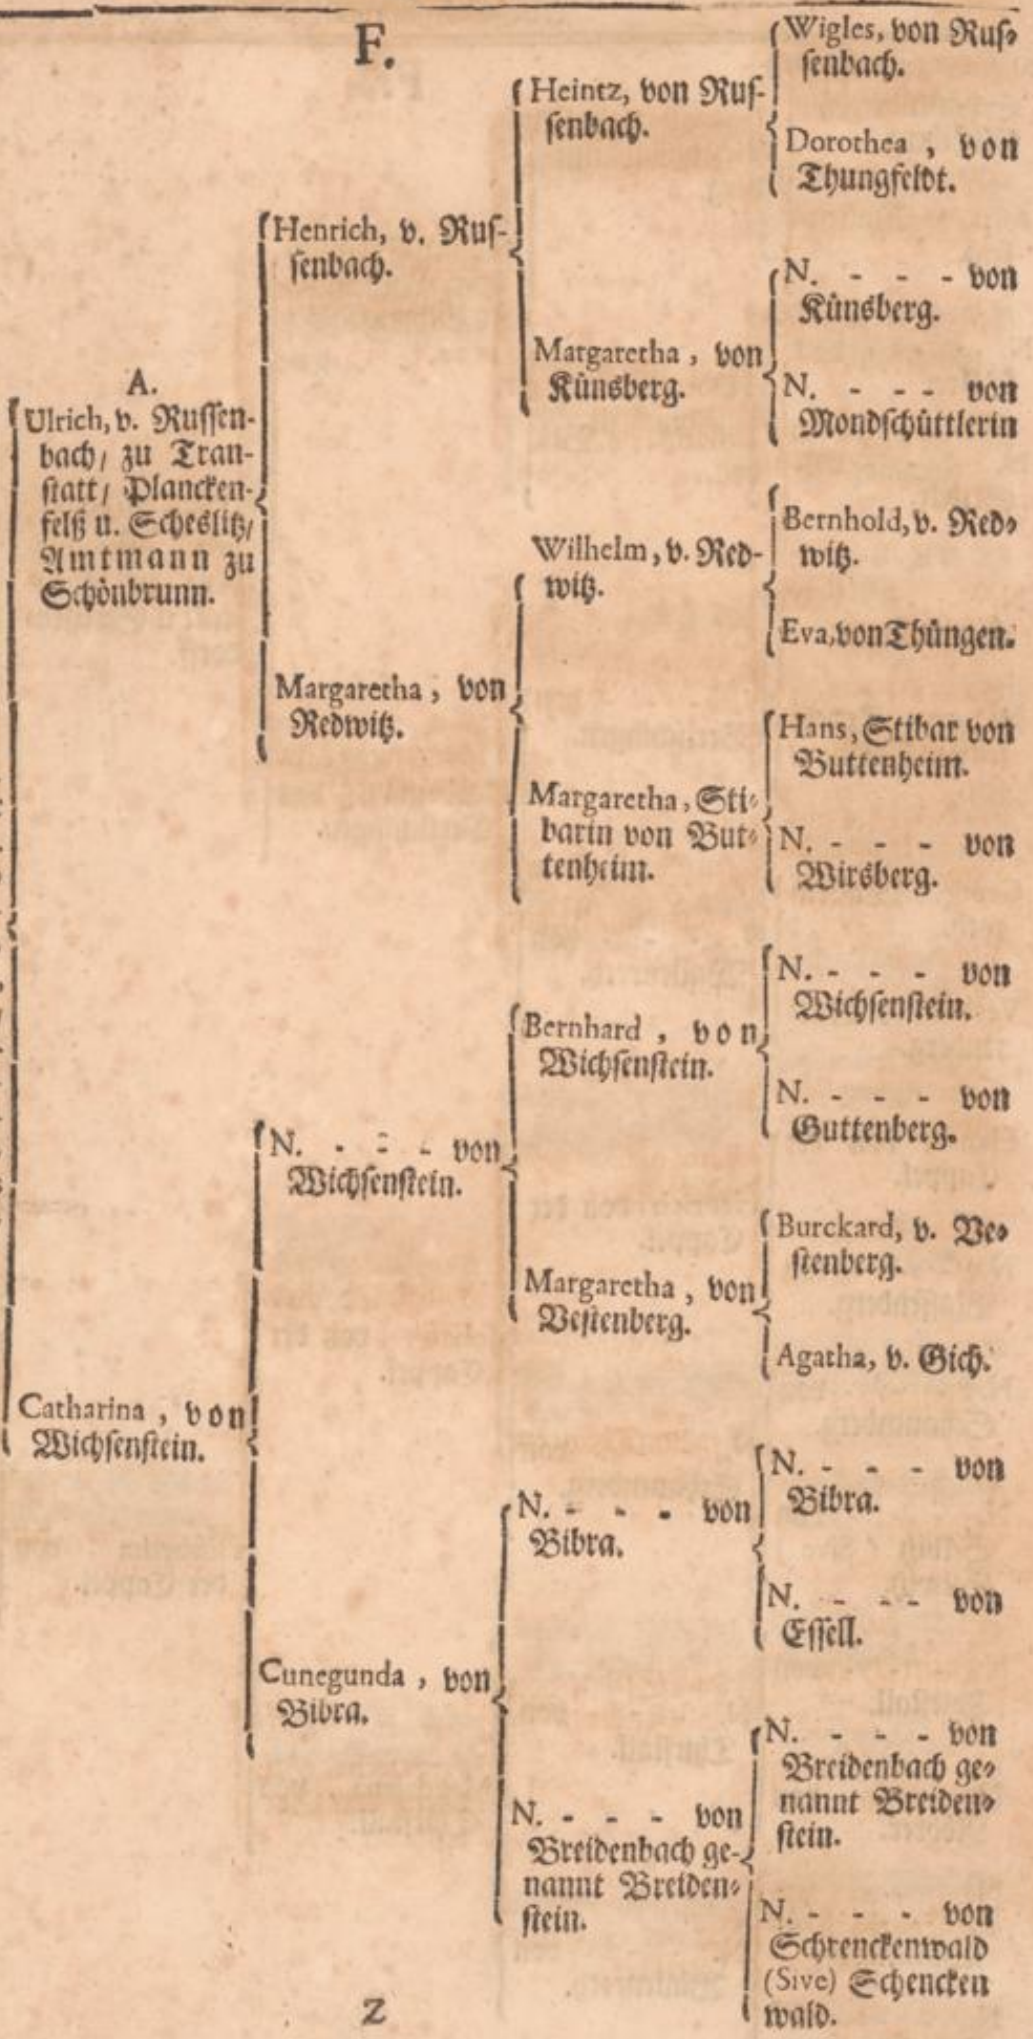 F.
A.
Ulrich, v. Russen-
bach/ zu Tran-
statt/ Planckenfelß
felß u. Scheslitz/
Amtmann zu
Schönbrunn.
Catharina, von
Wichsenstein.
Henrich, v. Rus-
senbach.
Margaretha, von
Redwitz.
N. - - - von
Wichsenstein.
Cunegunda, von
Bibra.
Heintz, von Rus-
senbach.
Margaretha, von
Künsberg.
Wilhelm, v. Red-
witz.
Margaretha, Sti-
barin von But-
tenheim.
Bernhard, von
Wichsenstein.
Margaretha, von
Vestenberg.
N. - - - von
Bibra.
N. - - - von
Breidenbach ge-
nannt Breiden-
stein.
Wigles, von Rus-
senbach.
Dorothea, von
Thungfeldt.
N. - - - von
Künsberg.
N. - - - von
Mondschüttlerin
Bernhold, v. Red-
witz.
Eva, von Thüngen.
Hans, Stibar von
Buttenheim.
N. - - - von
Wirsberg.
N. - - - von
Wichsenstein.
N. - - - von
Guttenberg.
Burckard, v. Ve-
stenberg.
Agatha, v. Gich.
N. - - - von
Bibra.
N. - - - von
Essell.
N. - - - von
Breidenbach ge-
nannt Breiden-
stein.
N. - - - von
Schrenckenwald
(Sive) Schencken
wald.
Z